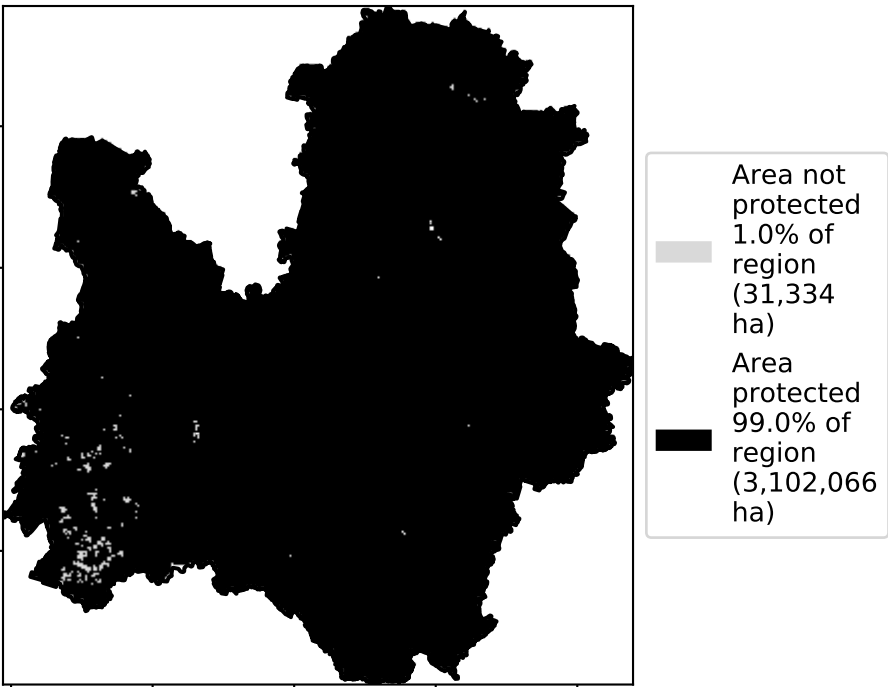 Area not
protected
1.0% of
region
(31,334
ha)
Area
protected
99.0% of
region
(3,102,066
ha)